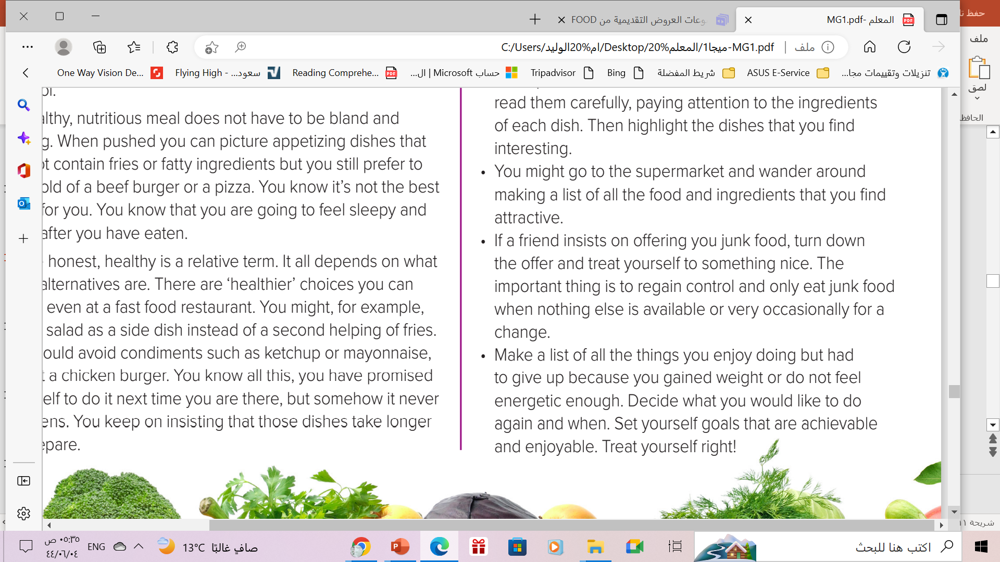 حفظ تا
MG1.pdf- المعلم
وعات العروض التقديمية من FOOD
ملف
C:/Users/ام%20الوليد/Desktop/20%المعلم/ميجا1-MG1.pdf
ملف
One Way Vision De...
Flying High - سعود...
Reading Comprehe...
حساب Microsoft | ال...
Tripadvisor
Bing
شريط المفضلة
ASUS E-Service
تنزيلات وتقييمات مجا...
لصق
الحافظ
althy, nutritious meal does not have to be bland and
g. When pushed you can picture appetizing dishes that
ot contain fries or fatty ingredients but you still prefer to
old of a beef burger or a pizza. You know it’s not the best
for you. You know that you are going to feel sleepy and
after you have eaten.
honest, healthy is a relative term. It all depends on what
alternatives are. There are ‘healthier’ choices you can
even at a fast food restaurant. You might, for example,
salad as a side dish instead of a second helping of fries.
ould avoid condiments such as ketchup or mayonnaise,
t a chicken burger. You know all this, you have promised
elf to do it next time you are there, but somehow it never
ens. You keep on insisting that those dishes take longer
epare.
read them carefully, paying attention to the ingredients
of each dish. Then highlight the dishes that you find
interesting.
• You might go to the supermarket and wander around
making a list of all the food and ingredients that you find
attractive.
• If a friend insists on offering you junk food, turn down
the offer and treat yourself to something nice. The
important thing is to regain control and only eat junk food
when nothing else is available or very occasionally for a
change.
• Make a list of all the things you enjoy doing but had
to give up because you gained weight or do not feel
energetic enough. Decide what you would like to do
again and when. Set yourself goals that are achievable
and enjoyable. Treat yourself right!
شريحة ١١
٠٥:٣٥ ص
٤٤/٠٦/٠٤
ENG
13°C صافٍ غالبًا
اكتب هنا للبحث